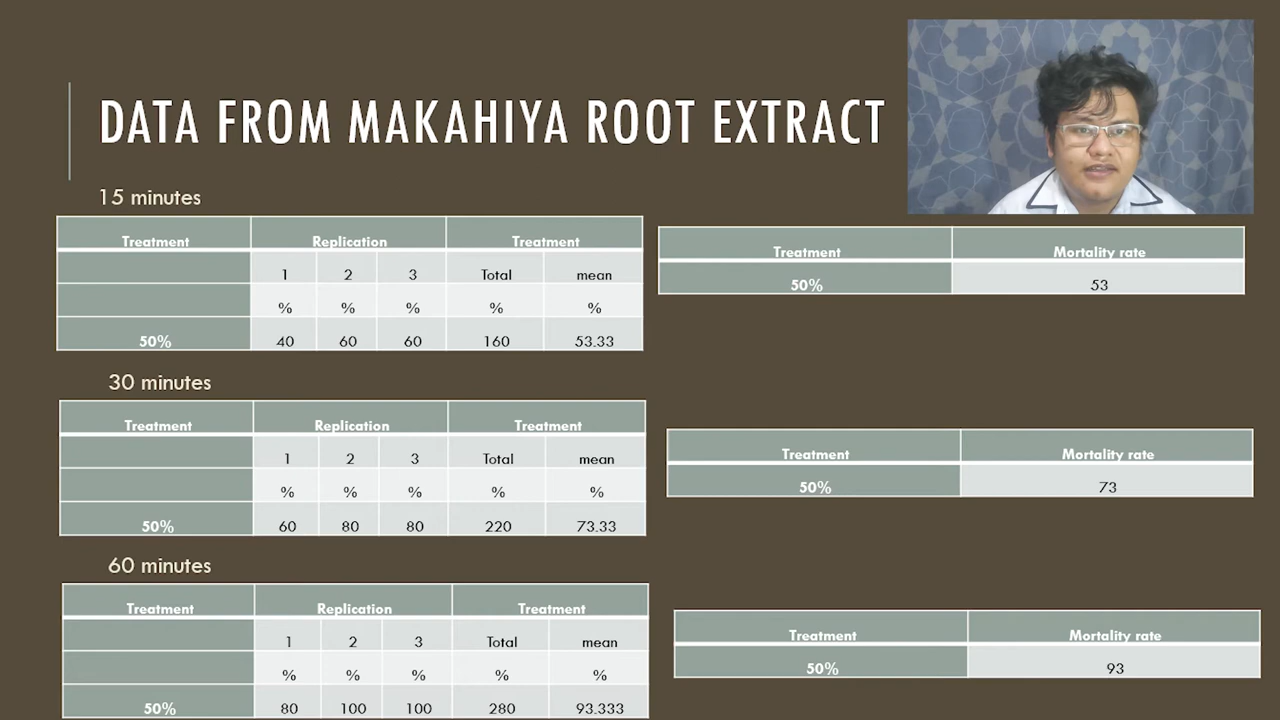 DATA FROM MAKAHIYA ROOT EXTRACT
15 minutes
Treatment Replication Treatment
1 2 3 Total mean
% % % % %
50% 40 60 60 160 53.33
Treatment Mortality rate
50% 53
30 minutes
Treatment Replication Treatment
1 2 3 Total mean
% % % % %
50% 60 80 80 220 73.33
Treatment Mortality rate
50% 73
60 minutes
Treatment Replication Treatment
1 2 3 Total mean
% % % % %
50% 80 100 100 280 93.333
Treatment Mortality rate
50% 93